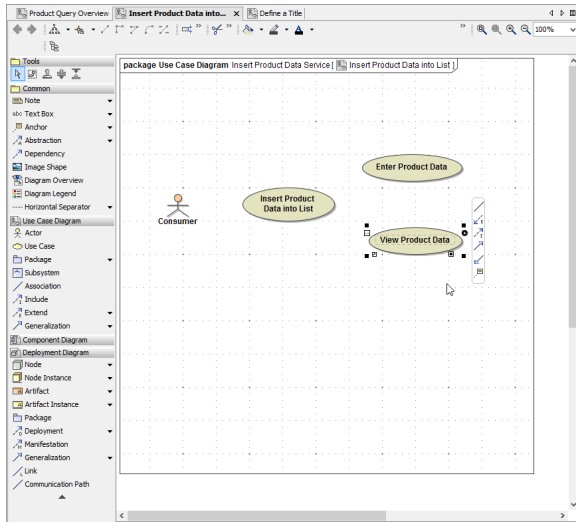 Product Query Overview
Insert Product Data into... x
Define a Title
100%
Tools
Common
Note
abc Text Box
Anchor
Abstraction
Dependency
Image Shape
Diagram Overview
Diagram Legend
Horizontal Separator
Use Case Diagram
Actor
Use Case
Package
Subsystem
Association
Include
Extend
Generalization
Component Diagram
Deployment Diagram
Node
Node Instance
Artifact
Artifact Instance
Package
Deployment
Manifestation
Generalization
Link
Communication Path
package Use Case Diagram Insert Product Data Service [ Insert Product Data into List ]
Enter Product Data
Insert Product
Data into List
Consumer
View Product Data